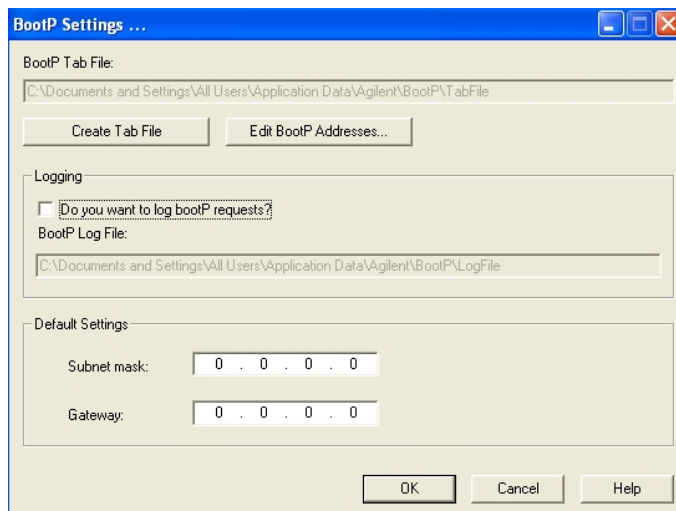 BootP Settings ...
BootP Tab File:
C:\Documents and Settings\All Users\Application Data\Agilent\BootP\TabFile
Create Tab File Edit BootP Addresses...
Logging
Do you want to log bootP requests?
BootP Log File:
C:\Documents and Settings\All Users\Application Data\Agilent\BootP\LogFile
Default Settings
Subnet mask: 0 . 0 . 0 . 0
Gateway: 0 . 0 . 0 . 0
OK Cancel Help